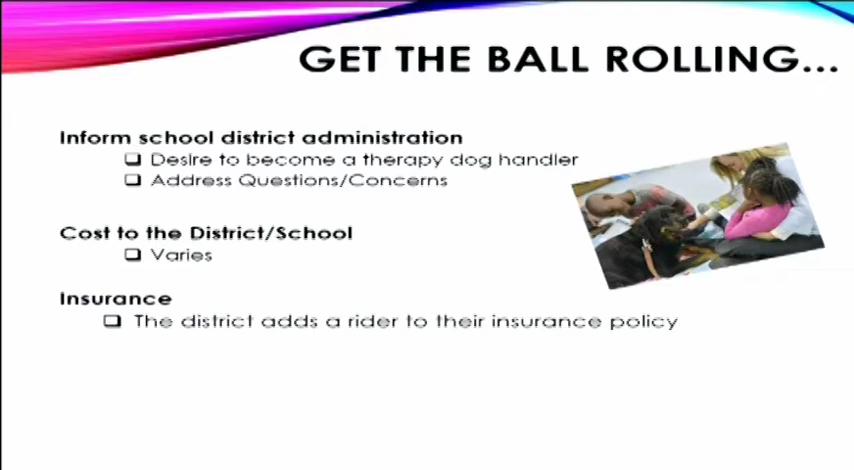 GET THE BALL ROLLING...
Inform school district administration
❑ Desire to become a therapy dog handler
❑ Address Questions/Concerns
Cost to the District/School
❑ Varies
Insurance
❑ The district adds a rider to their insurance policy